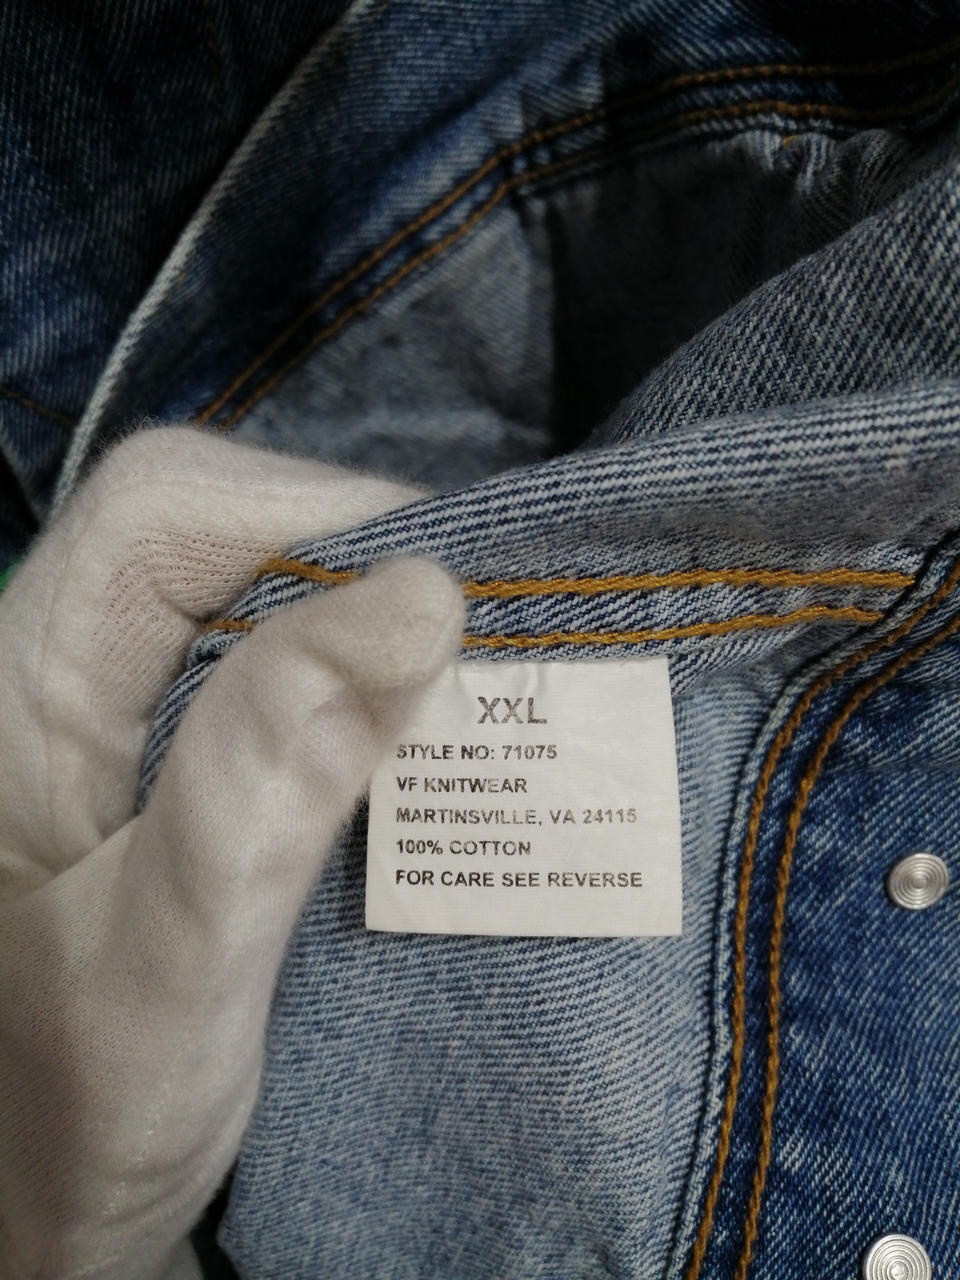 XXL
STYLE NO: 71075
VF KNITWEAR
MARTINSVILLE, VA 24115
100% COTTON
FOR CARE SEE REVERSE